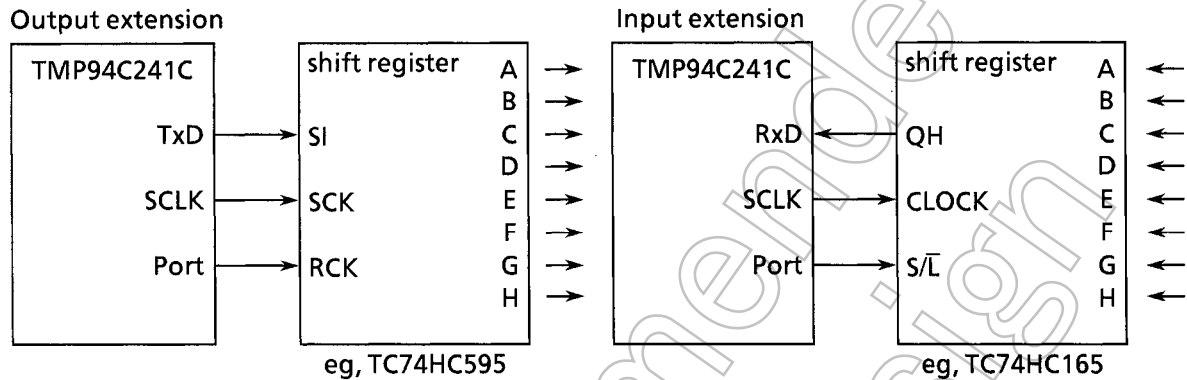 Output extension
TMP94C241C
TxD
SCLK
Port
shift register
SI
SCK
RCK
A
B
C
D
E
F
G
H
eg, TC74HC595
Input extension
TMP94C241C
RxD
SCLK
Port
shift register
QH
CLOCK
S/L̅
A
B
C
D
E
F
G
H
eg, TC74HC165